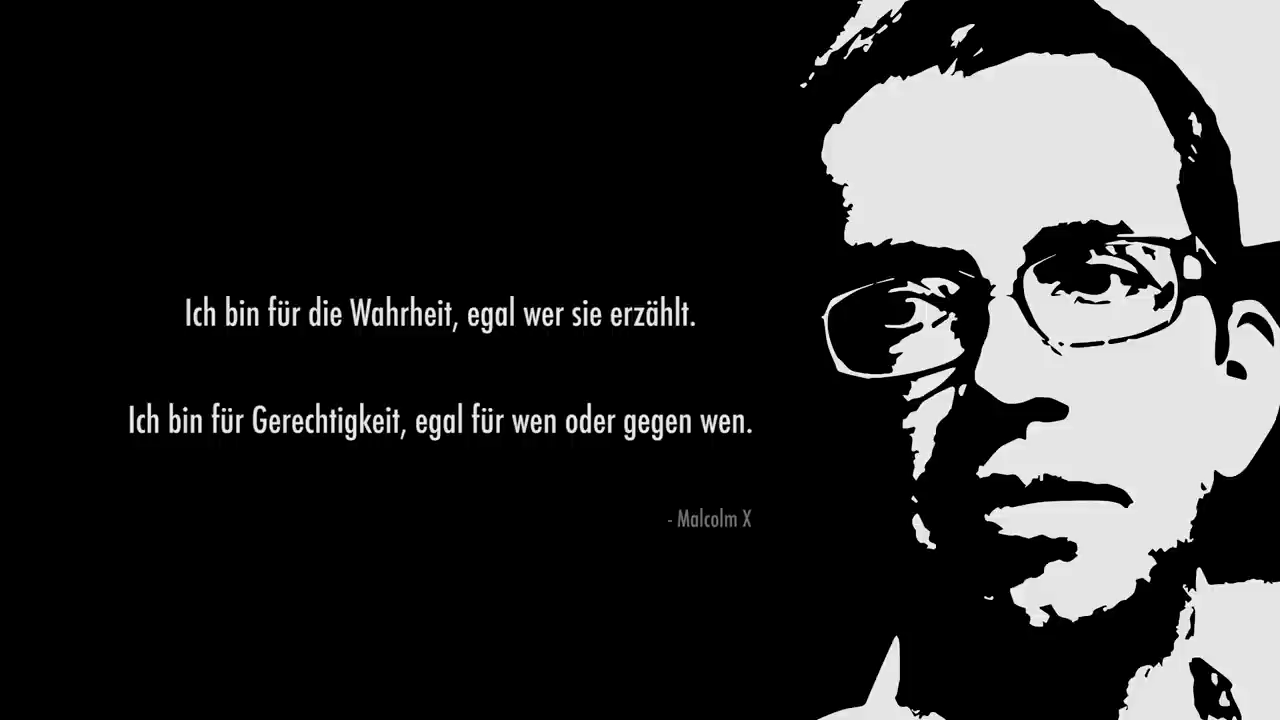 Ich bin für die Wahrheit, egal wer sie erzählt.
Ich bin für Gerechtigkeit, egal für wen oder gegen wen.
- Malcolm X